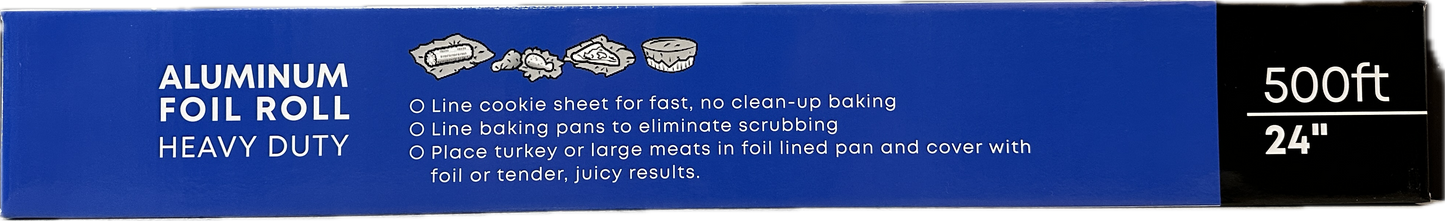 ALUMINUM
FOIL ROLL
HEAVY DUTY
O Line cookie sheet for fast, no clean-up baking
O Line baking pans to eliminate scrubbing
O Place turkey or large meats in foil lined pan and cover with
foil or tender, juicy results.
500ft
24"